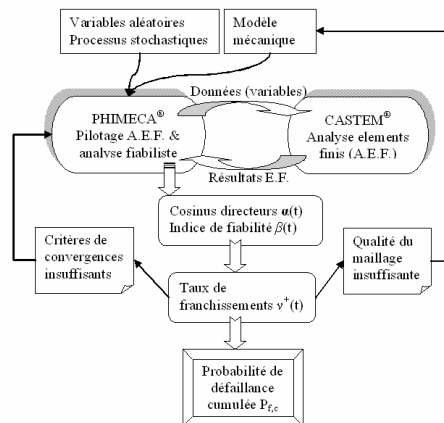 Variables aléatoires
Processus stochastiques
Modèle
mécanique
Données (variables)
PHIMECA®
Pilotage A.E.F. &
analyse fiabiliste
CASTEM®
Analyse elements
finis (A.E.F.)
Résultats E.F.
Cosinus directeurs α(t)
Indice de fiabilité β(t)
Critères de
convergences
insuffisants
Qualité du
maillage
insuffisante
Taux de
franchissements ν⁺(t)
Probabilité de
défaillance
cumulée Pf,c